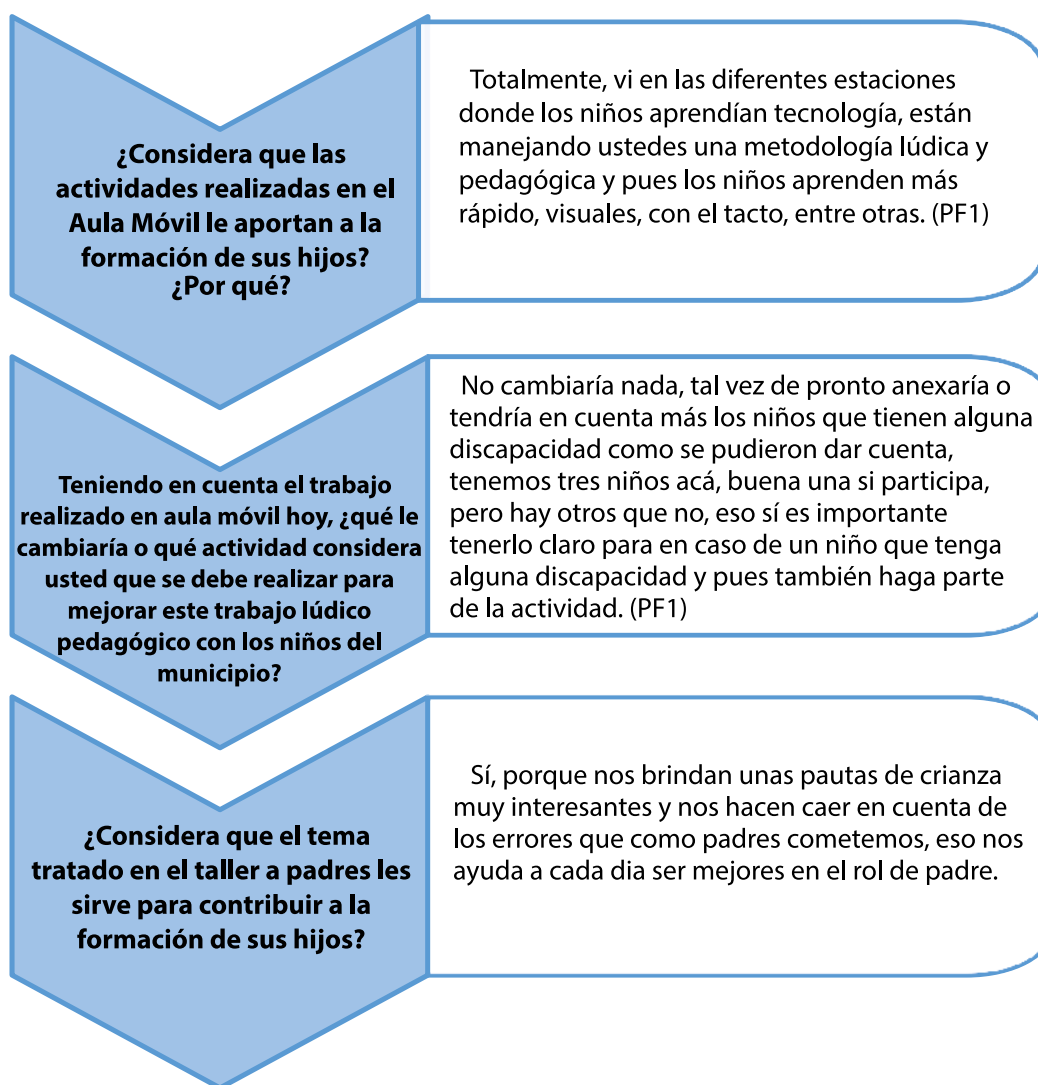 ¿Considera que las
actividades realizadas en el
Aula Móvil le aportan a la
formación de sus hijos?
¿Por qué?
Totalmente, vi en las diferentes estaciones
donde los niños aprendían tecnología, están
manejando ustedes una metodología lúdica y
pedagógica y pues los niños aprenden más
rápido, visuales, con el tacto, entre otras. (PF1)
Teniendo en cuenta el trabajo
realizado en aula móvil hoy, ¿qué le
cambiaría o qué actividad considera
usted que se debe realizar para
mejorar este trabajo lúdico
pedagógico con los niños del
municipio?
No cambiaría nada, tal vez de pronto anexaría o
tendría en cuenta más los niños que tienen alguna
discapacidad como se pudieron dar cuenta,
tenemos tres niños acá, buena una si participa,
pero hay otros que no, eso sí es importante
tenerlo claro para en caso de un niño que tenga
alguna discapacidad y pues también haga parte
de la actividad. (PF1)
¿Considera que el tema
tratado en el taller a padres les
sirve para contribuir a la
formación de sus hijos?
Sí, porque nos brindan unas pautas de crianza
muy interesantes y nos hacen caer en cuenta de
los errores que como padres cometemos, eso nos
ayuda a cada dia ser mejores en el rol de padre.